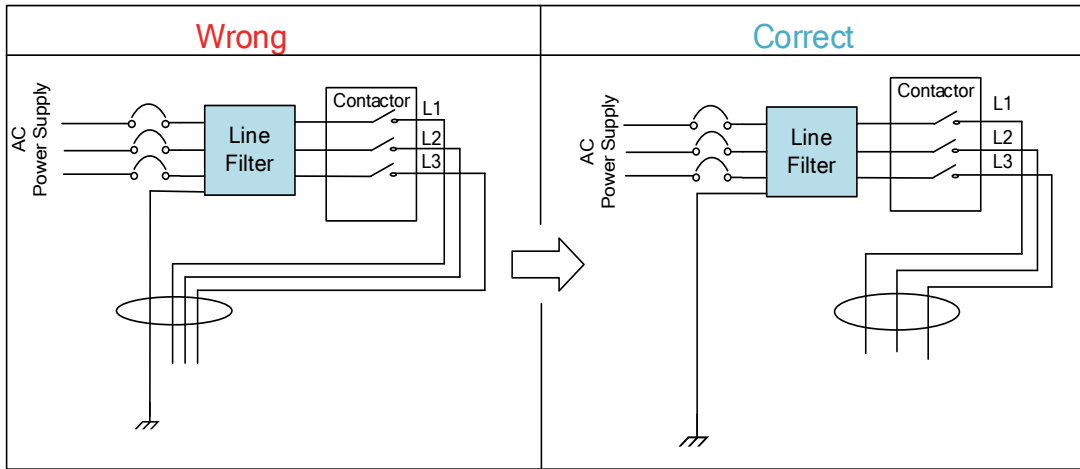 Wrong
Correct
AC
Power Supply
Line
Filter
Contactor
L1
L2
L3
AC
Power Supply
Line
Filter
Contactor
L1
L2
L3